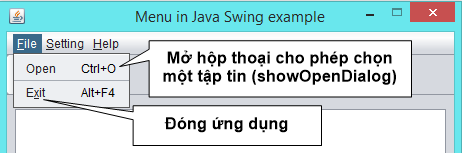 Menu in Java Swing example
File Setting Help
Open Ctrl+O
Exit Alt+F4
Mở hộp thoại cho phép chọn
một tập tin (showOpenDialog)
Đóng ứng dụng